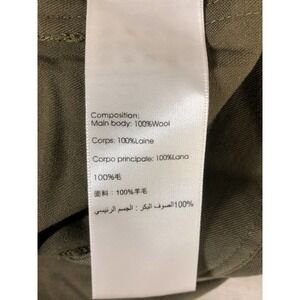 Composition:
Main body: 100%Wool
Corps: 100%Laine
Corpo principale: 100%Lana
100%毛
面料：100%羊毛
100%الصوف البكر : الجسم الرئيسي